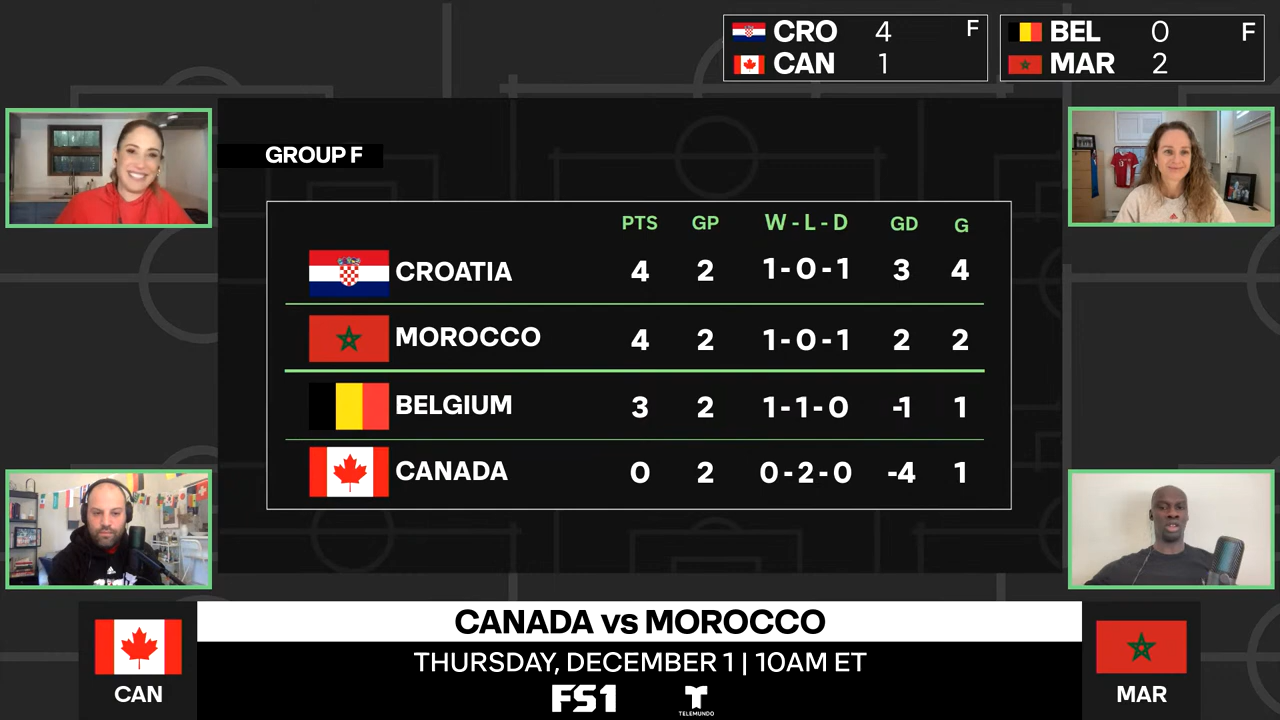 CRO 4 F
CAN 1
BEL 0 F
MAR 2
GROUP F
PTS GP W - L - D GD G
CROATIA 4 2 1 - 0 - 1 3 4
MOROCCO 4 2 1 - 0 - 1 2 2
BELGIUM 3 2 1 - 1 - 0 -1 1
CANADA 0 2 0 - 2 - 0 -4 1
CANADA vs MOROCCO
THURSDAY, DECEMBER 1 | 10AM ET
FS1 TELEMUNDO
CAN
MAR